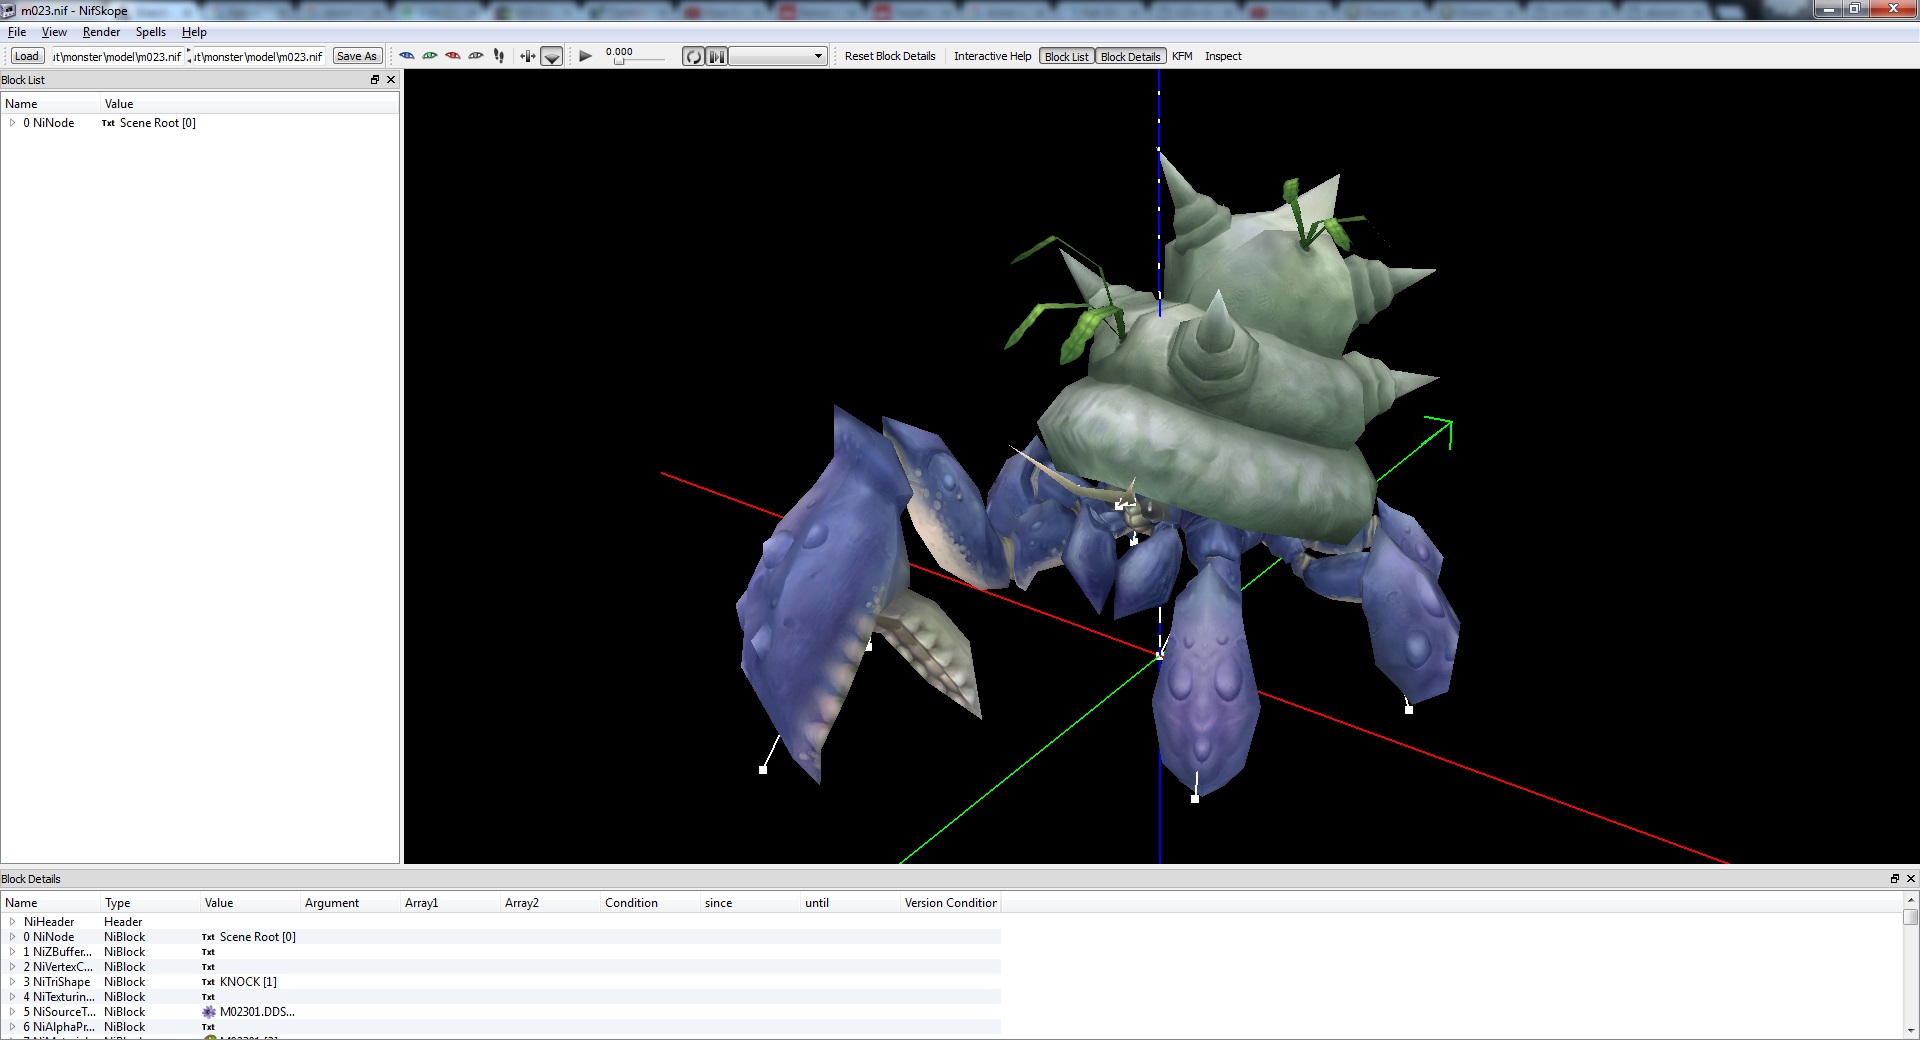 m023.nif - NifSkope
File View Render Spells Help
Load ıt\monster\model\m023.nif ıt\monster\model\m023.nif Save As 0.000 Reset Block Details Interactive Help Block List Block Details KFM Inspect
Block List
Name Value
0 NiNode Txt Scene Root [0]
Block Details
Name Type Value Argument Array1 Array2 Condition since until Version Condition
NiHeader Header
0 NiNode NiBlock Txt Scene Root [0]
1 NiZBuffer... NiBlock Txt
2 NiVertexC... NiBlock Txt
3 NiTriShape NiBlock Txt KNOCK [1]
4 NiTexturin... NiBlock Txt
5 NiSourceT... NiBlock M02301.DDS...
6 NiAlphaPr... NiBlock Txt